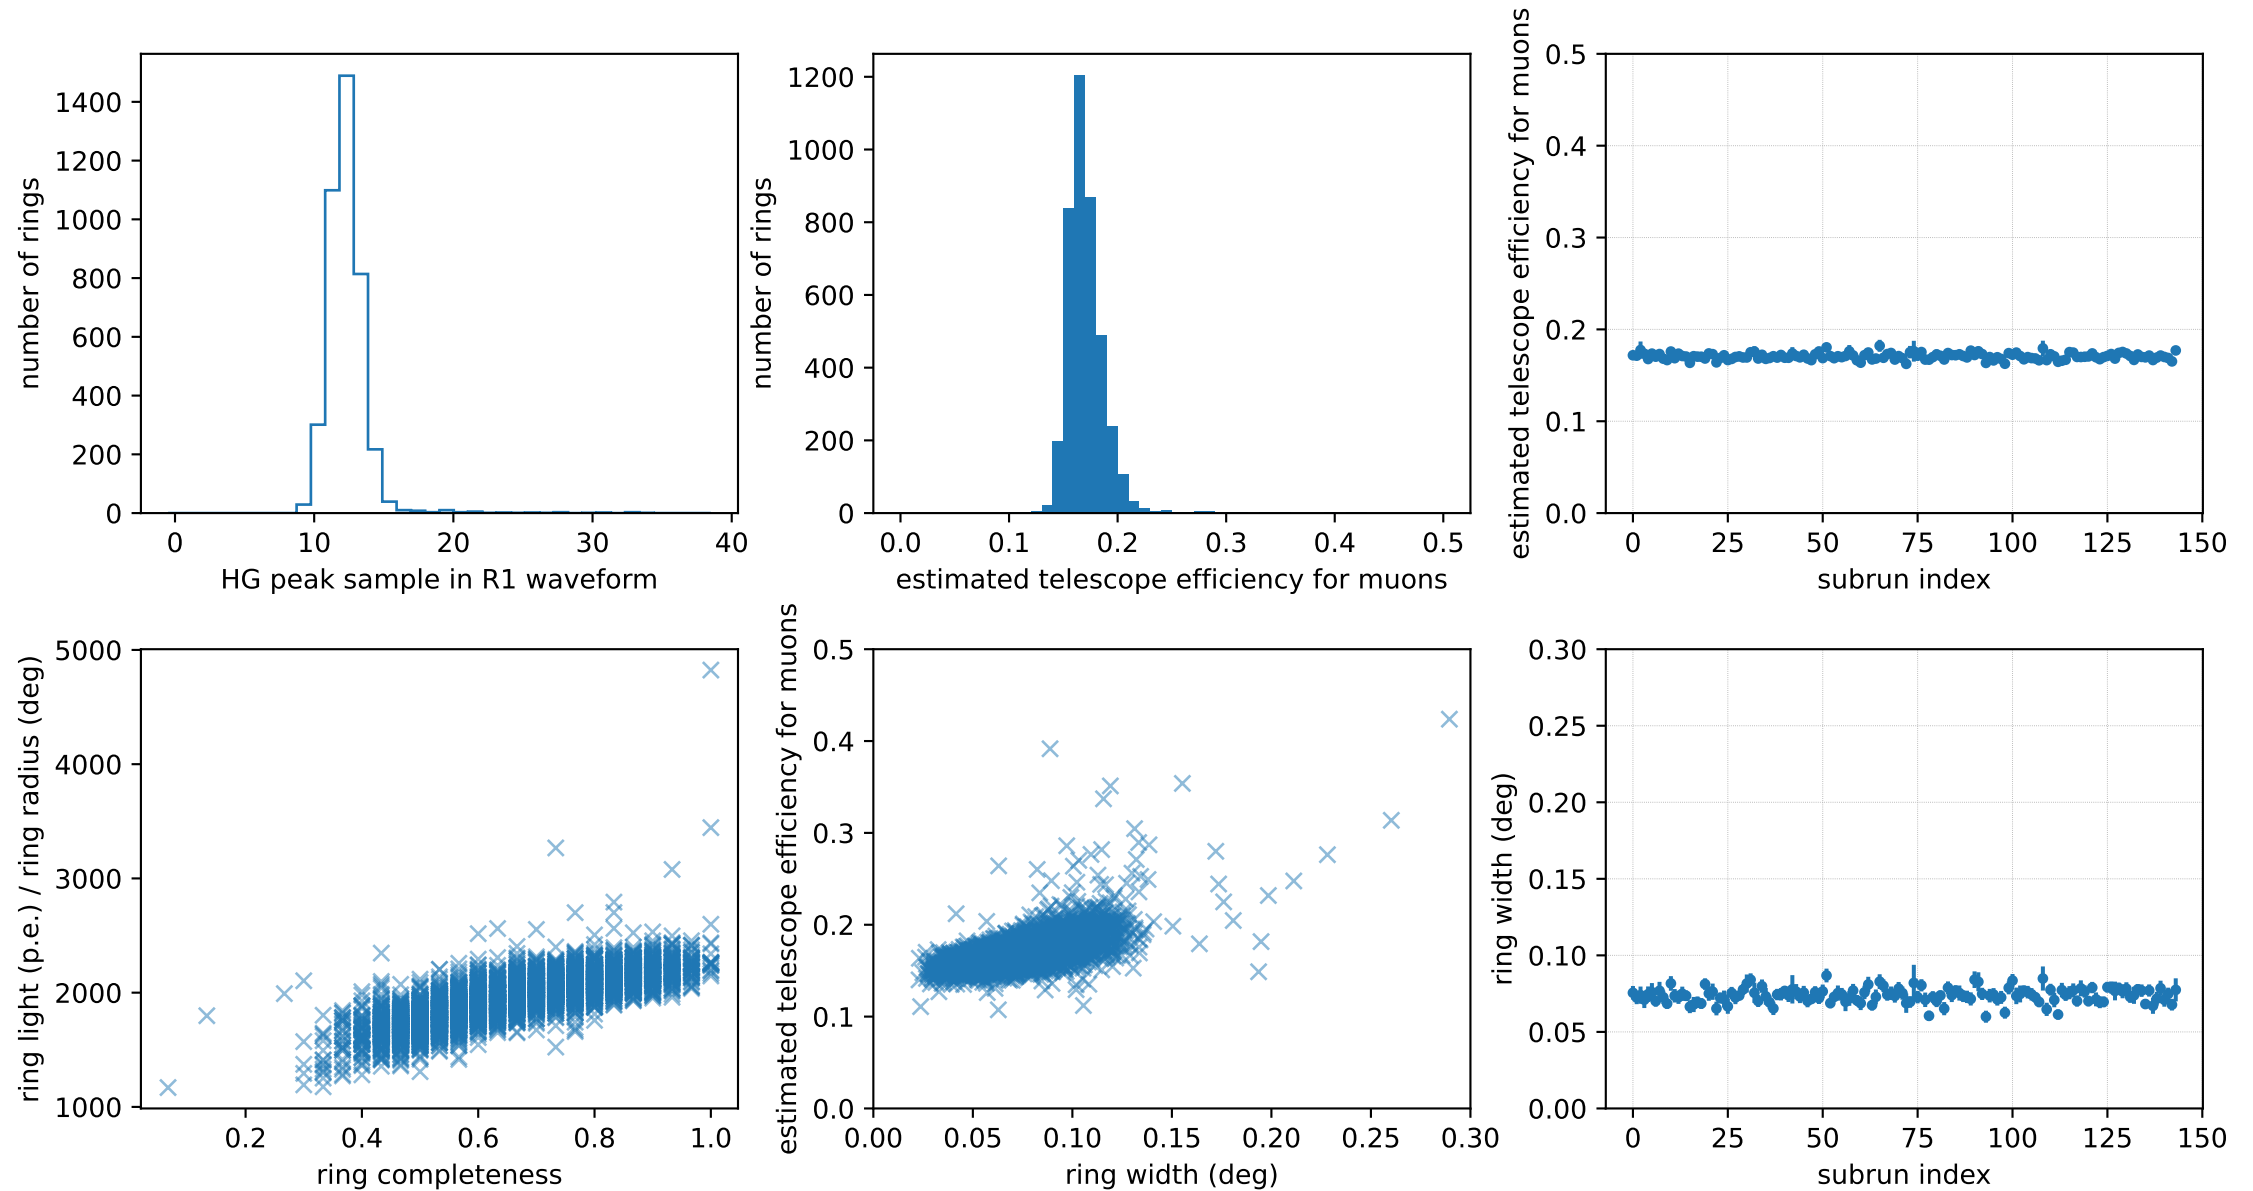 number of rings
1400
1200
1000
800
600
400
200
0
0 10 20 30 40
HG peak sample in R1 waveform
number of rings
1200
1000
800
600
400
200
0
0.0 0.1 0.2 0.3 0.4 0.5
estimated telescope efficiency for muons
estimated telescope efficiency for muons
0.5
0.4
0.3
0.2
0.1
0.0
0 25 50 75 100 125 150
subrun index
ring light (p.e.) / ring radius (deg)
5000
4000
3000
2000
1000
0.2 0.4 0.6 0.8 1.0
ring completeness
estimated telescope efficiency for muons
0.5
0.4
0.3
0.2
0.1
0.0
0.00 0.05 0.10 0.15 0.20 0.25 0.30
ring width (deg)
ring width (deg)
0.30
0.25
0.20
0.15
0.10
0.05
0.00
0 25 50 75 100 125 150
subrun index